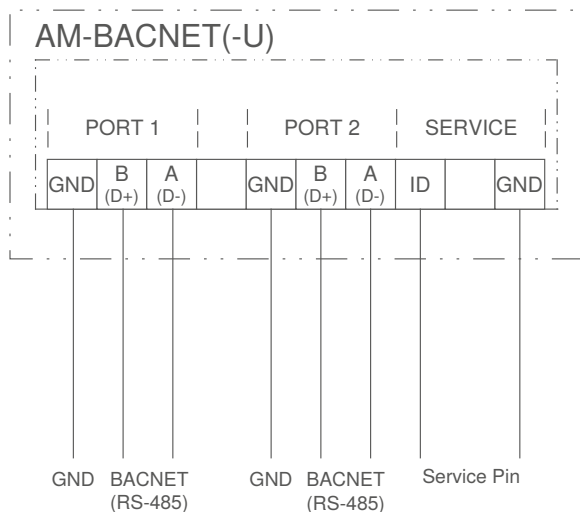 AM-BACNET(-U)
PORT 1 PORT 2 SERVICE
GND B A GND B A ID GND
(D+) (D-) (D+) (D-)
GND BACNET GND BACNET Service Pin
(RS-485) (RS-485)